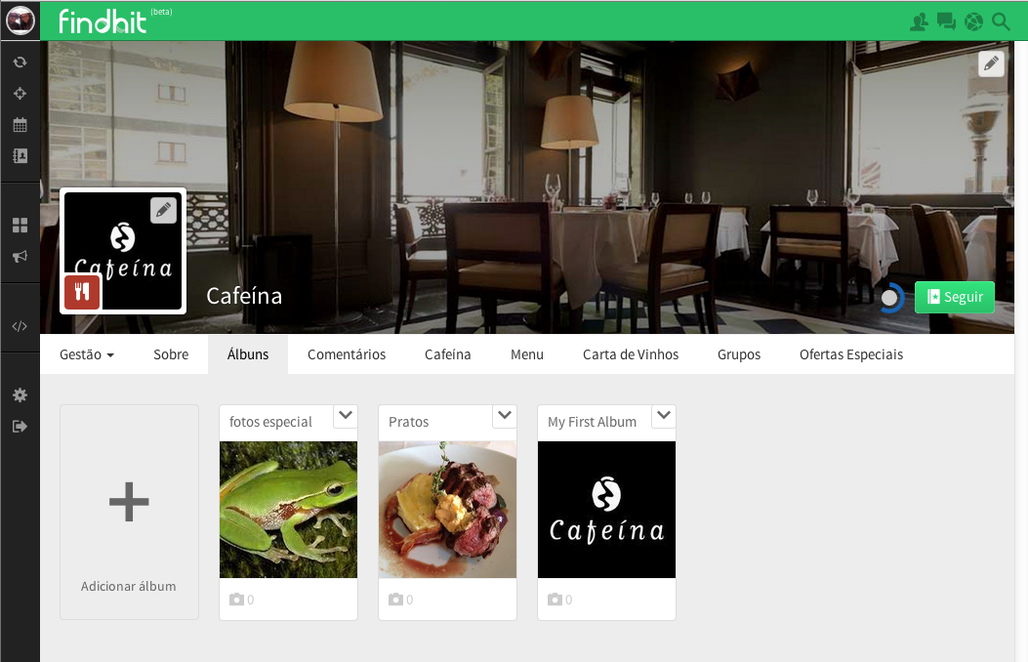 findhit (beta)
Cafeína
Cafeína
Seguir
Gestão
Sobre
Álbuns
Comentários
Cafeína
Menu
Carta de Vinhos
Grupos
Ofertas Especiais
fotos especial
Pratos
My First Album
Cafeína
Adicionar álbum
0
0
0